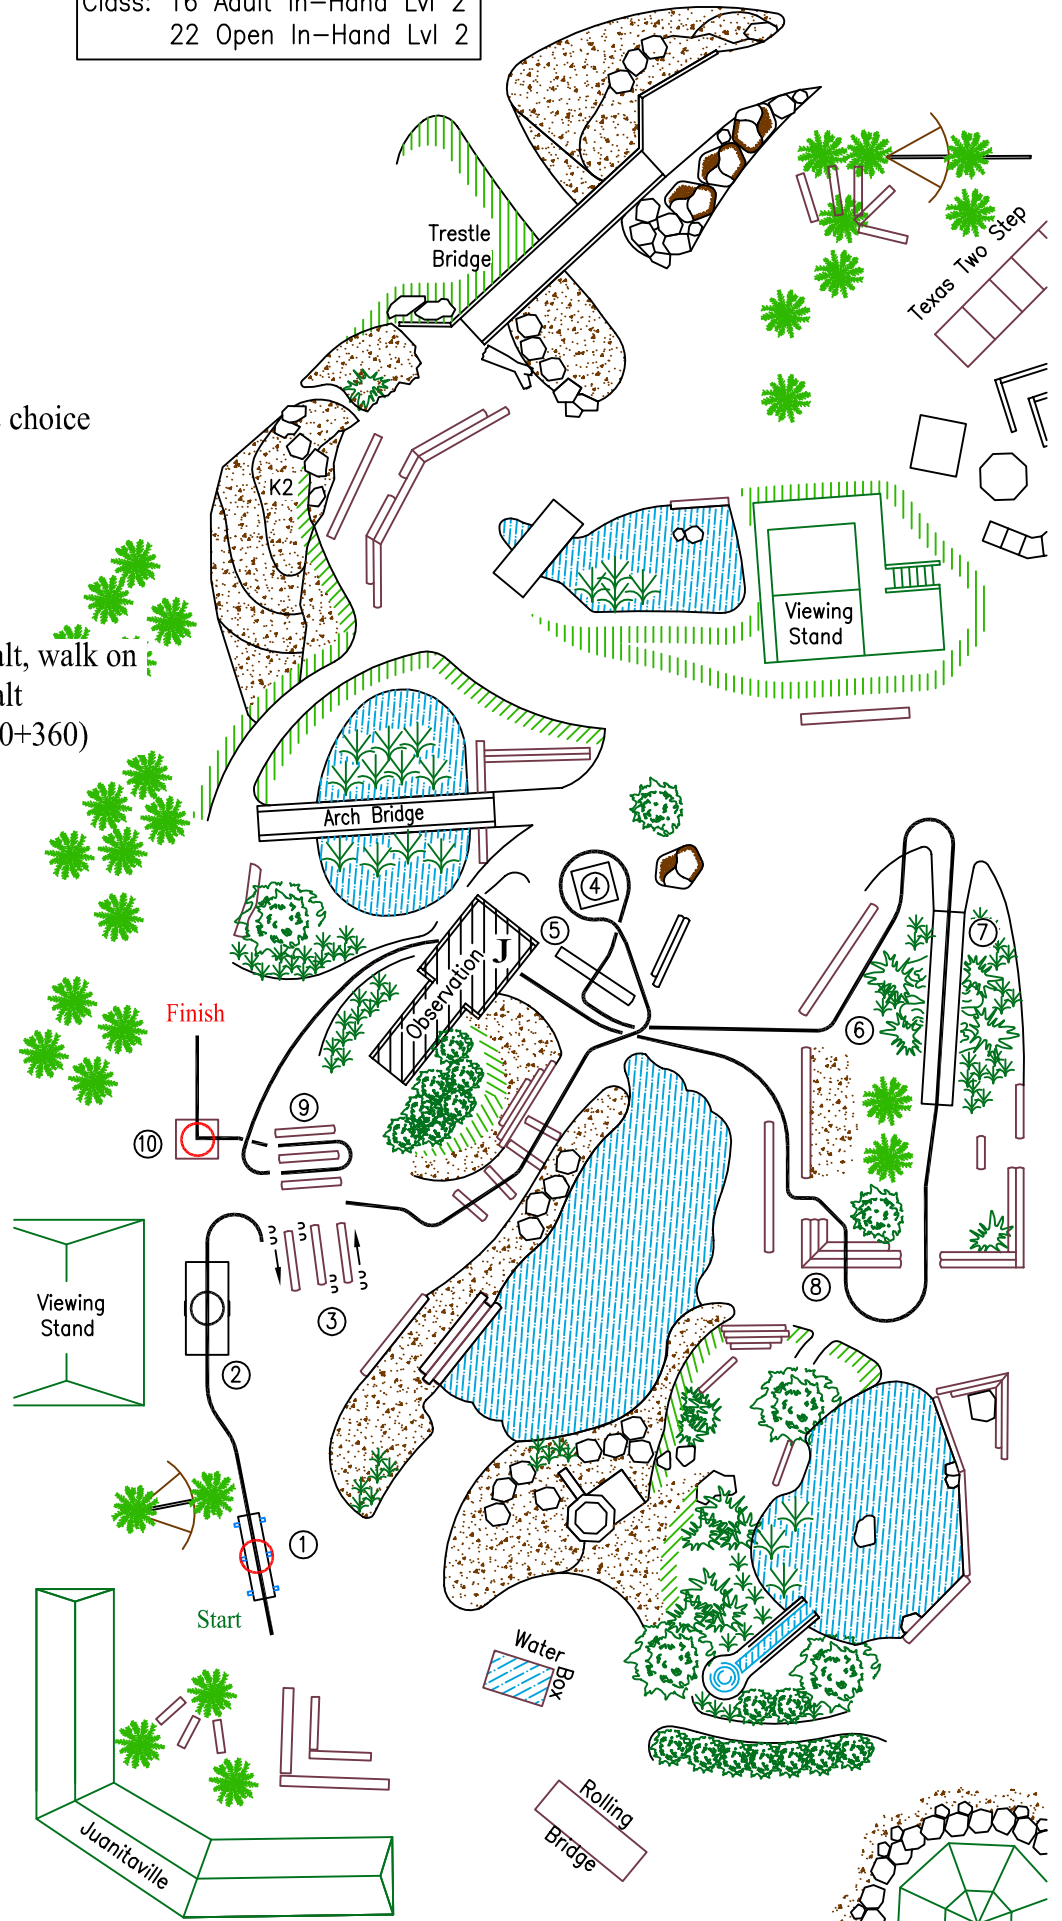 Class: 16 Adult In-Hand Lvl 2
22 Open In-Hand Lvl 2
Trestle
Bridge
Texas Two Step
choice
K2
Viewing
Stand
alt, walk on
alt
0+360)
Arch Bridge
4
5
7
J
Observation
6
Finish
9
10
8
3
Viewing
Stand
2
1
Start
Water
Box
Rolling
Bridge
Juanitaville